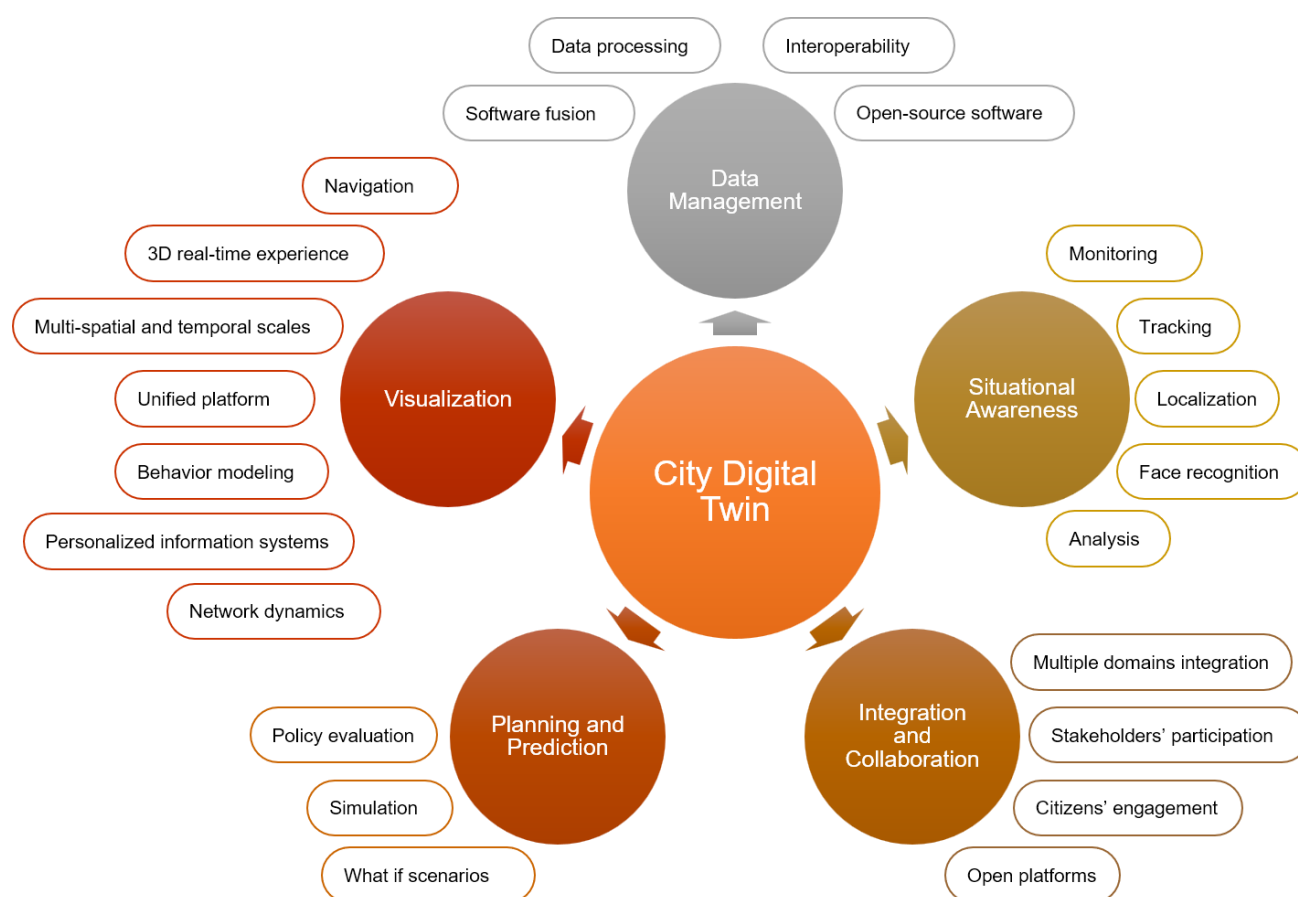 Data processing
Interoperability
Software fusion
Open-source software
Data
Management
Navigation
3D real-time experience
Multi-spatial and temporal scales
Unified platform
Behavior modeling
Personalized information systems
Network dynamics
Visualization
Monitoring
Tracking
Localization
Face recognition
Analysis
Situational
Awareness
City Digital
Twin
Planning and
Prediction
Policy evaluation
Simulation
What if scenarios
Integration
and
Collaboration
Multiple domains integration
Stakeholders’ participation
Citizens’ engagement
Open platforms